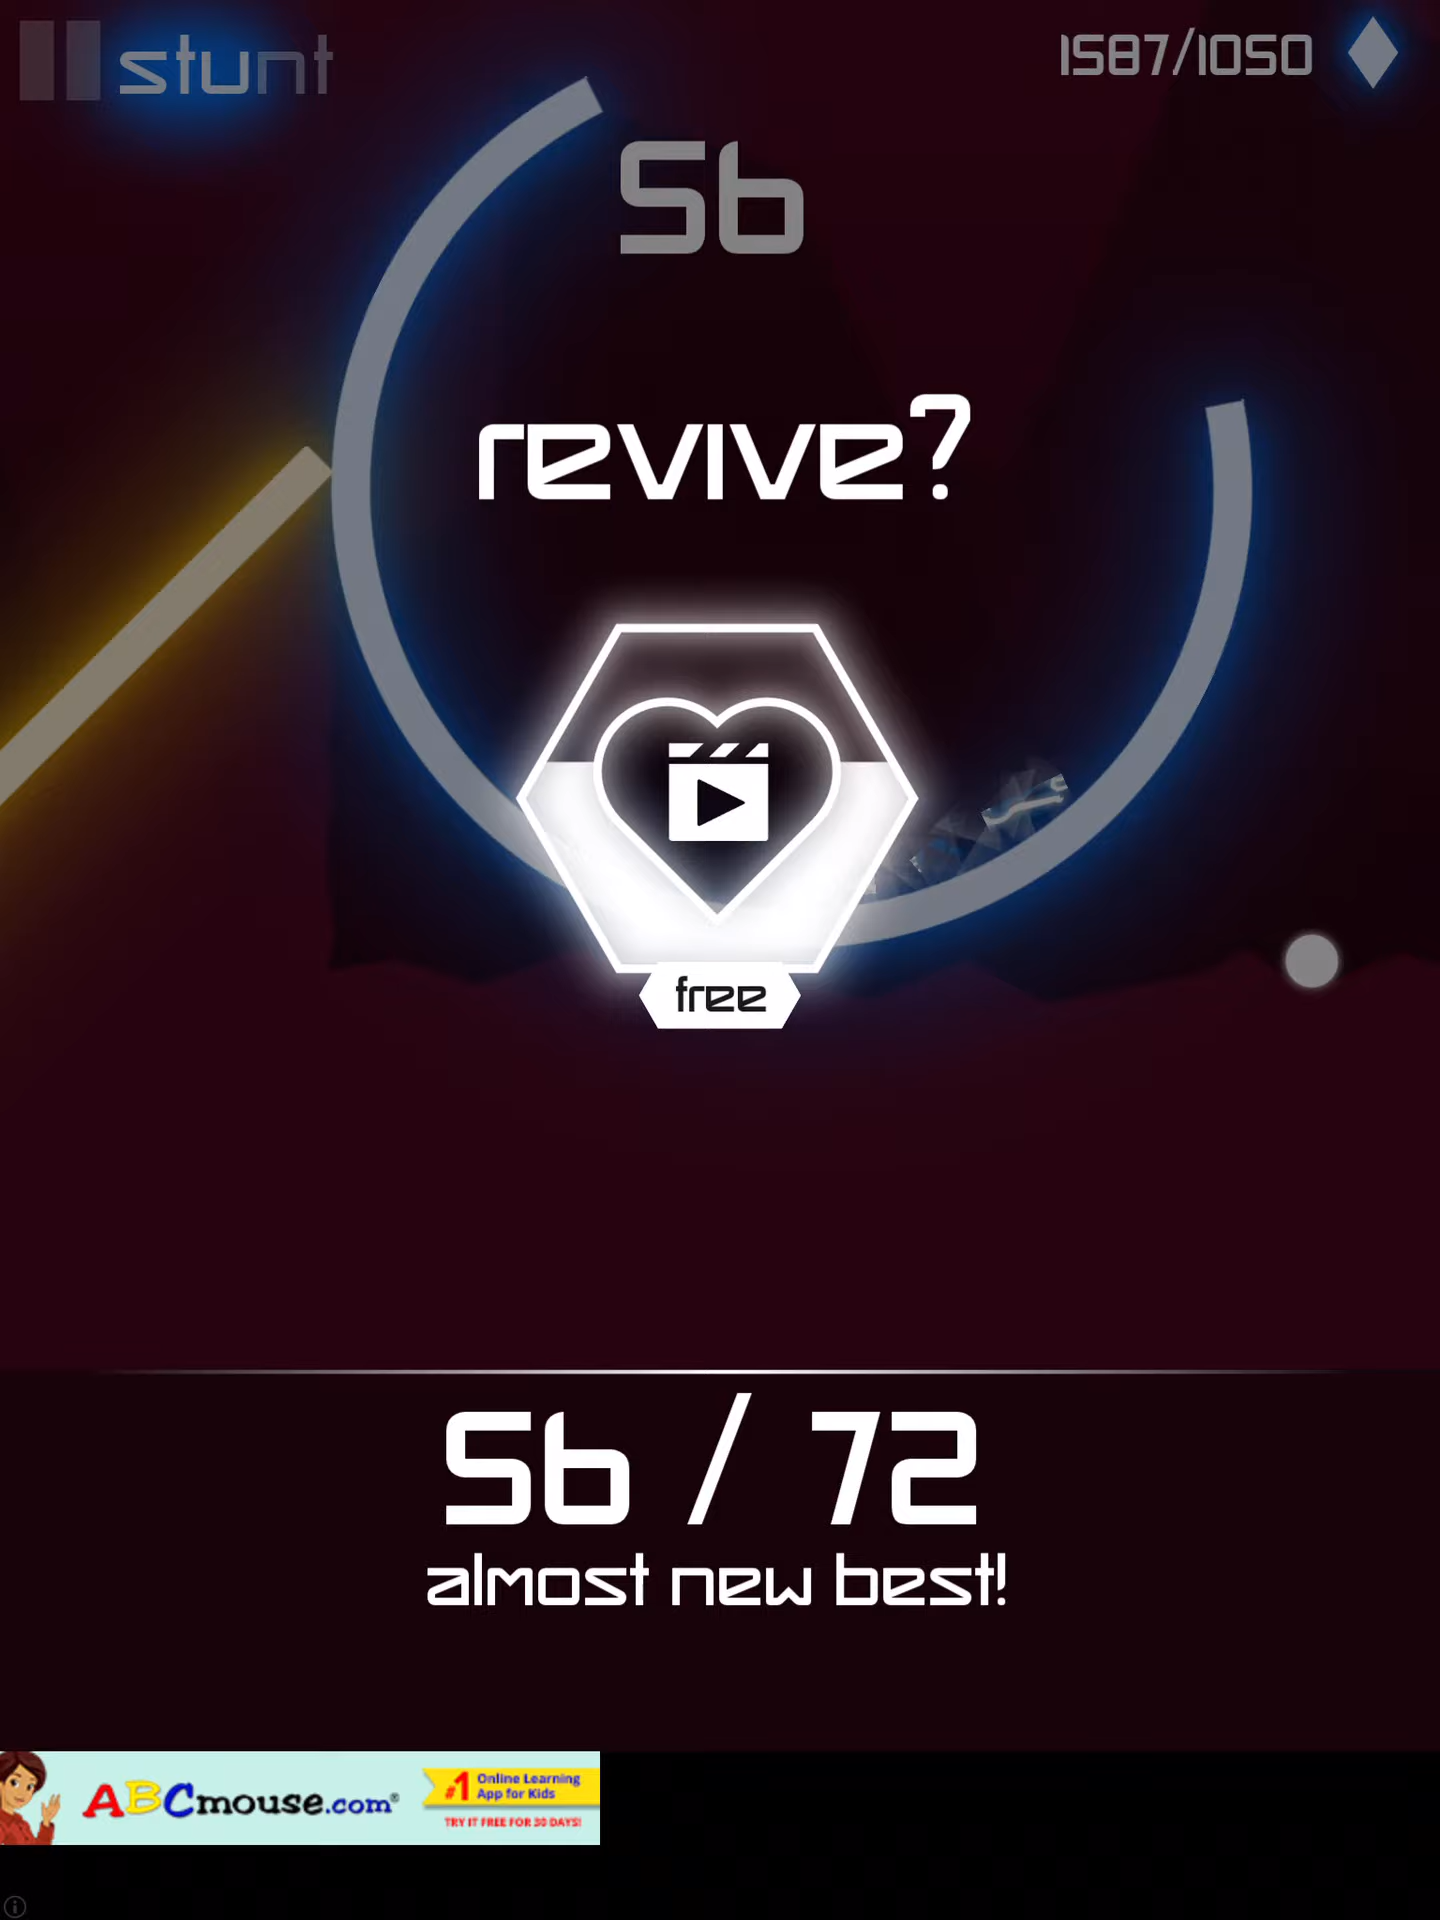 stunt
1587/1050
56
revive?
free
56 / 72
almost new best!
ABCmouse.com®
#1 Online Learning
App for Kids
TRY IT FREE FOR 30 DAYS!